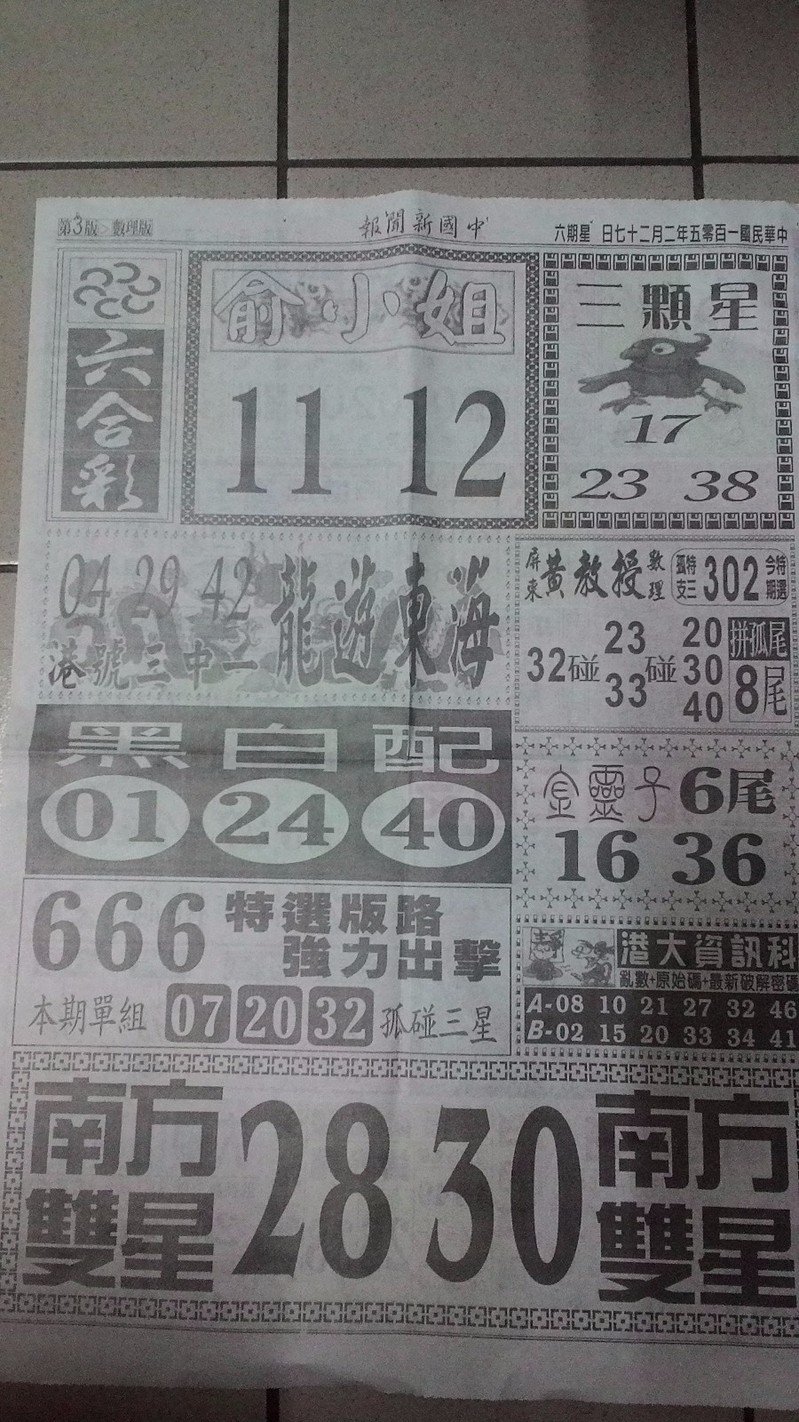 第3版 數理版
報聞新國中
中華民國一百零五年二月二十七日 星期六
六合彩
俞小姐
11 12
三顆星
17
23 38
04 29 42
龍遊東海
港號三中一
屏東黃教授數理
孤特支三
302
今特期選
32碰
23
33
碰
20
30
40
拼孤尾
8尾
黑白配
01 24 40
空靈子 6尾
16 36
666 特選版路
強力出擊
本期單組 07 20 32 孤碰三星
港大資訊科
亂數+原始碼+最新破解密碼
A-08 10 21 27 32 46
B-02 15 20 33 34 41
南方雙星
28 30
南方雙星